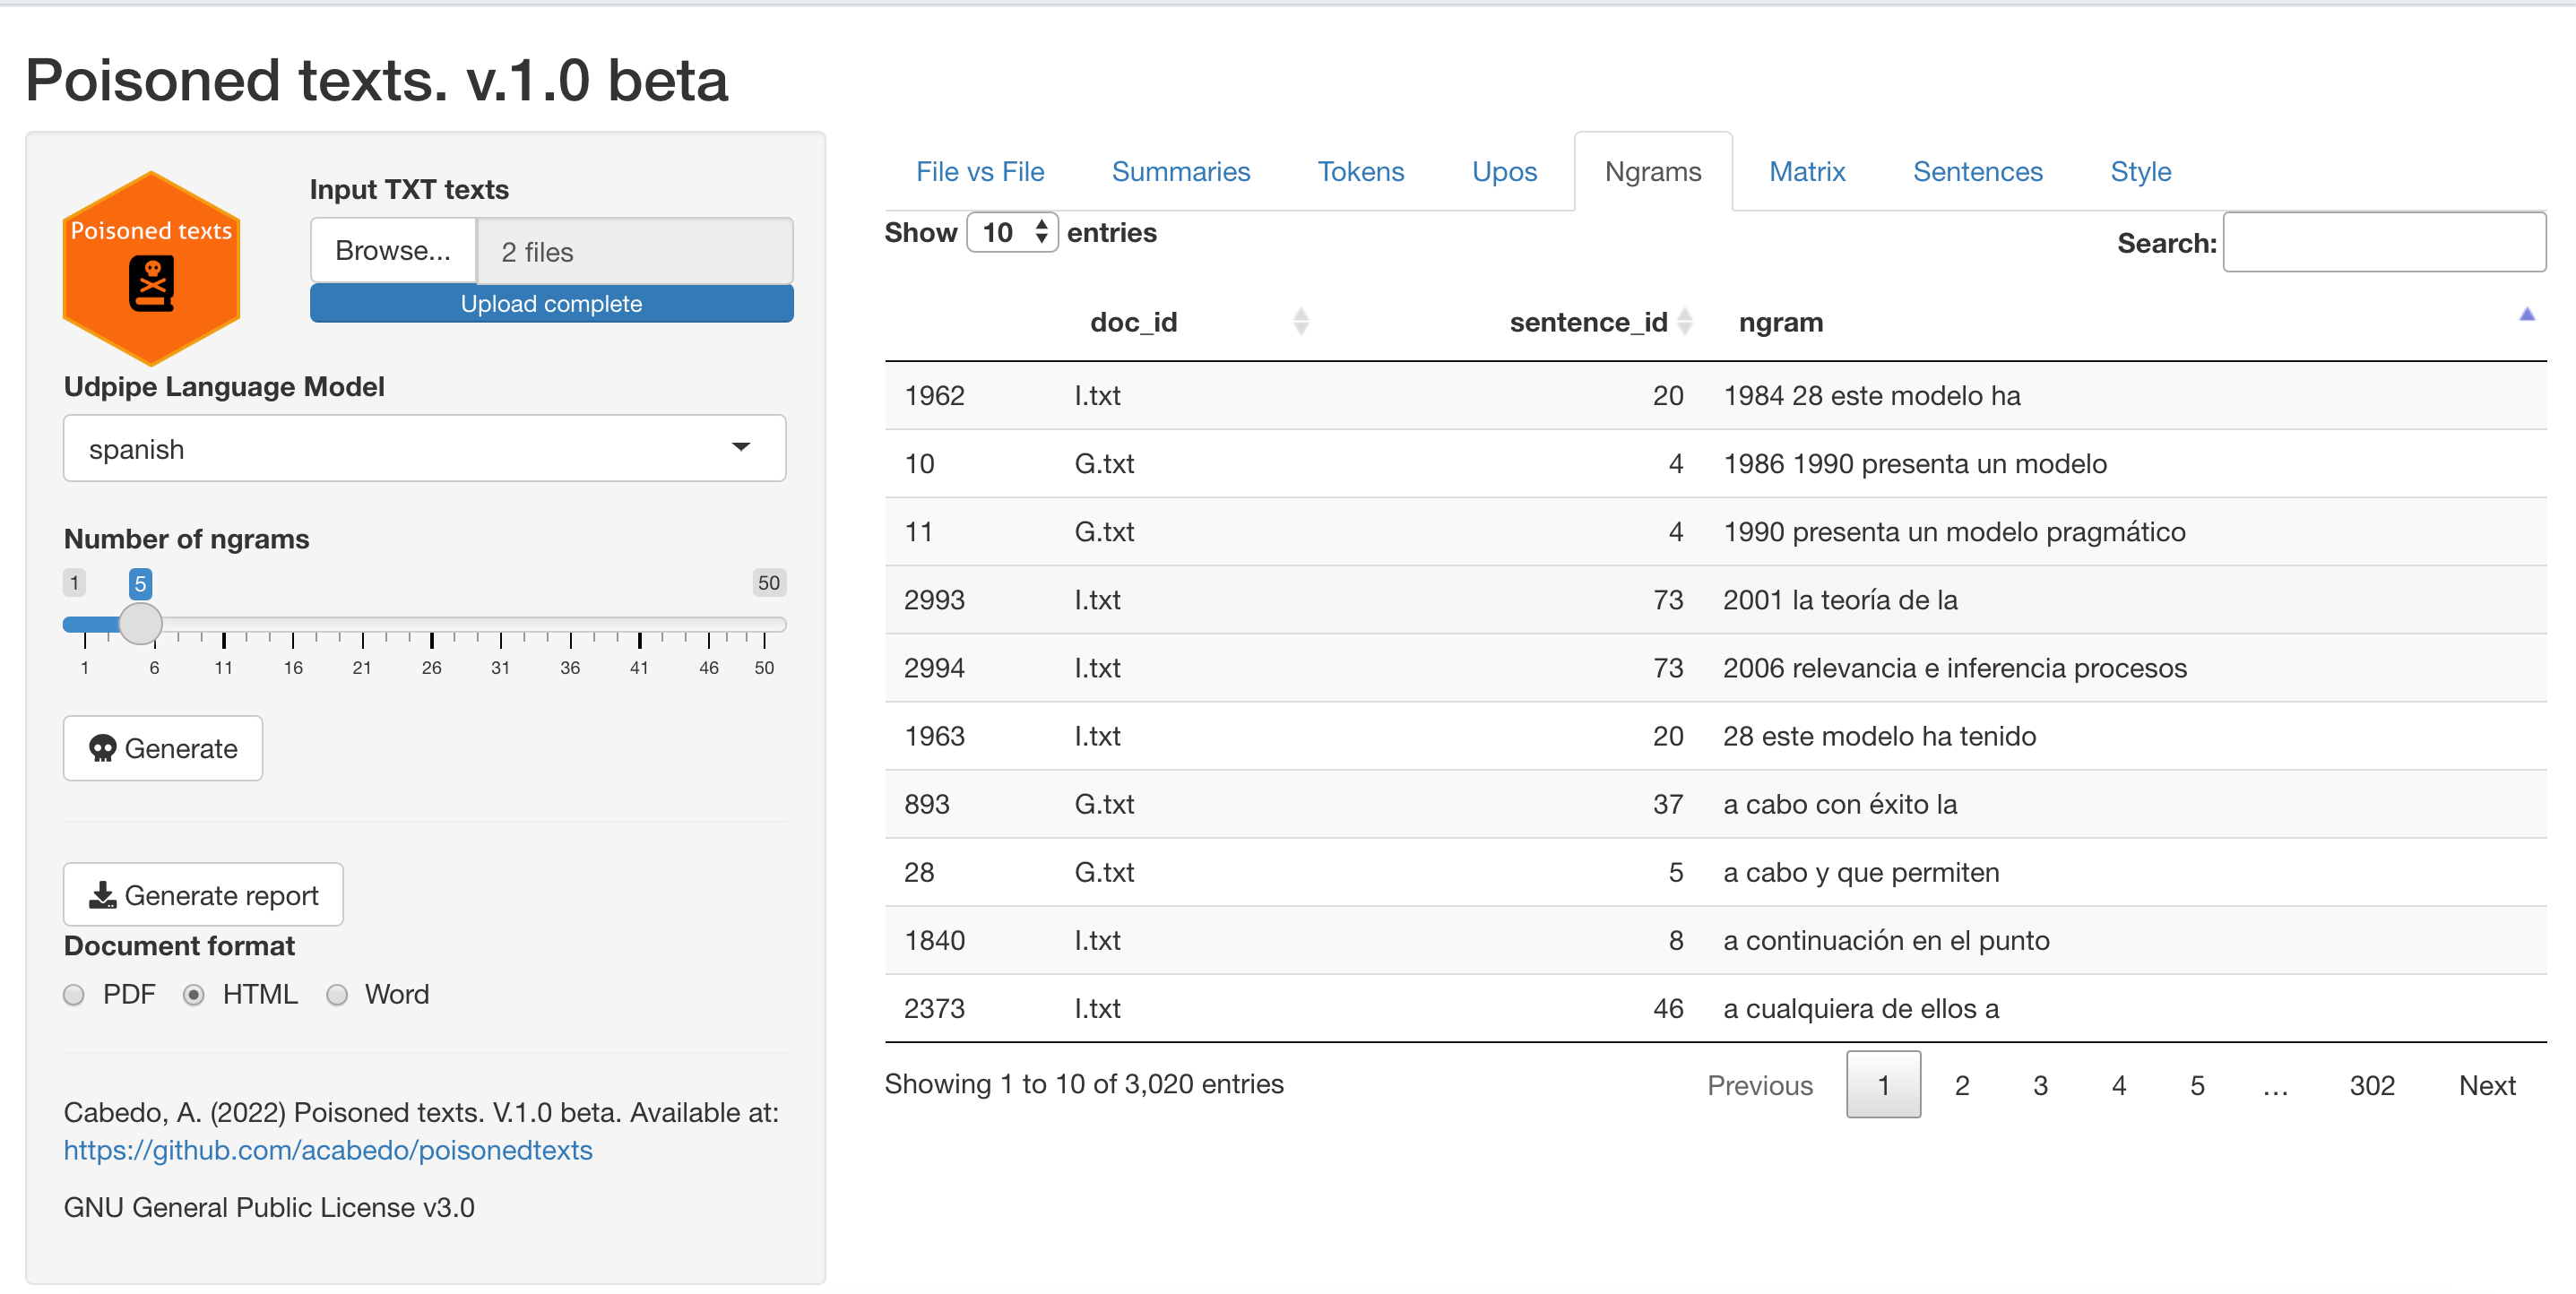 Poisoned texts. v.1.0 beta
Poisoned texts
Input TXT texts
Browse... 2 files
Upload complete
Udpipe Language Model
spanish
Number of ngrams
1 5 50
1 6 11 16 21 26 31 36 41 46 50
Generate
Generate report
Document format
PDF HTML Word
Cabedo, A. (2022) Poisoned texts. V.1.0 beta. Available at:
https://github.com/acabedo/poisonedtexts
GNU General Public License v3.0
File vs File Summaries Tokens Upos Ngrams Matrix Sentences Style
Show 10 entries Search:
doc_id sentence_id ngram
1962 I.txt 20 1984 28 este modelo ha
10 G.txt 4 1986 1990 presenta un modelo
11 G.txt 4 1990 presenta un modelo pragmático
2993 I.txt 73 2001 la teoría de la
2994 I.txt 73 2006 relevancia e inferencia procesos
1963 I.txt 20 28 este modelo ha tenido
893 G.txt 37 a cabo con éxito la
28 G.txt 5 a cabo y que permiten
1840 I.txt 8 a continuación en el punto
2373 I.txt 46 a cualquiera de ellos a
Showing 1 to 10 of 3,020 entries
Previous 1 2 3 4 5 … 302 Next